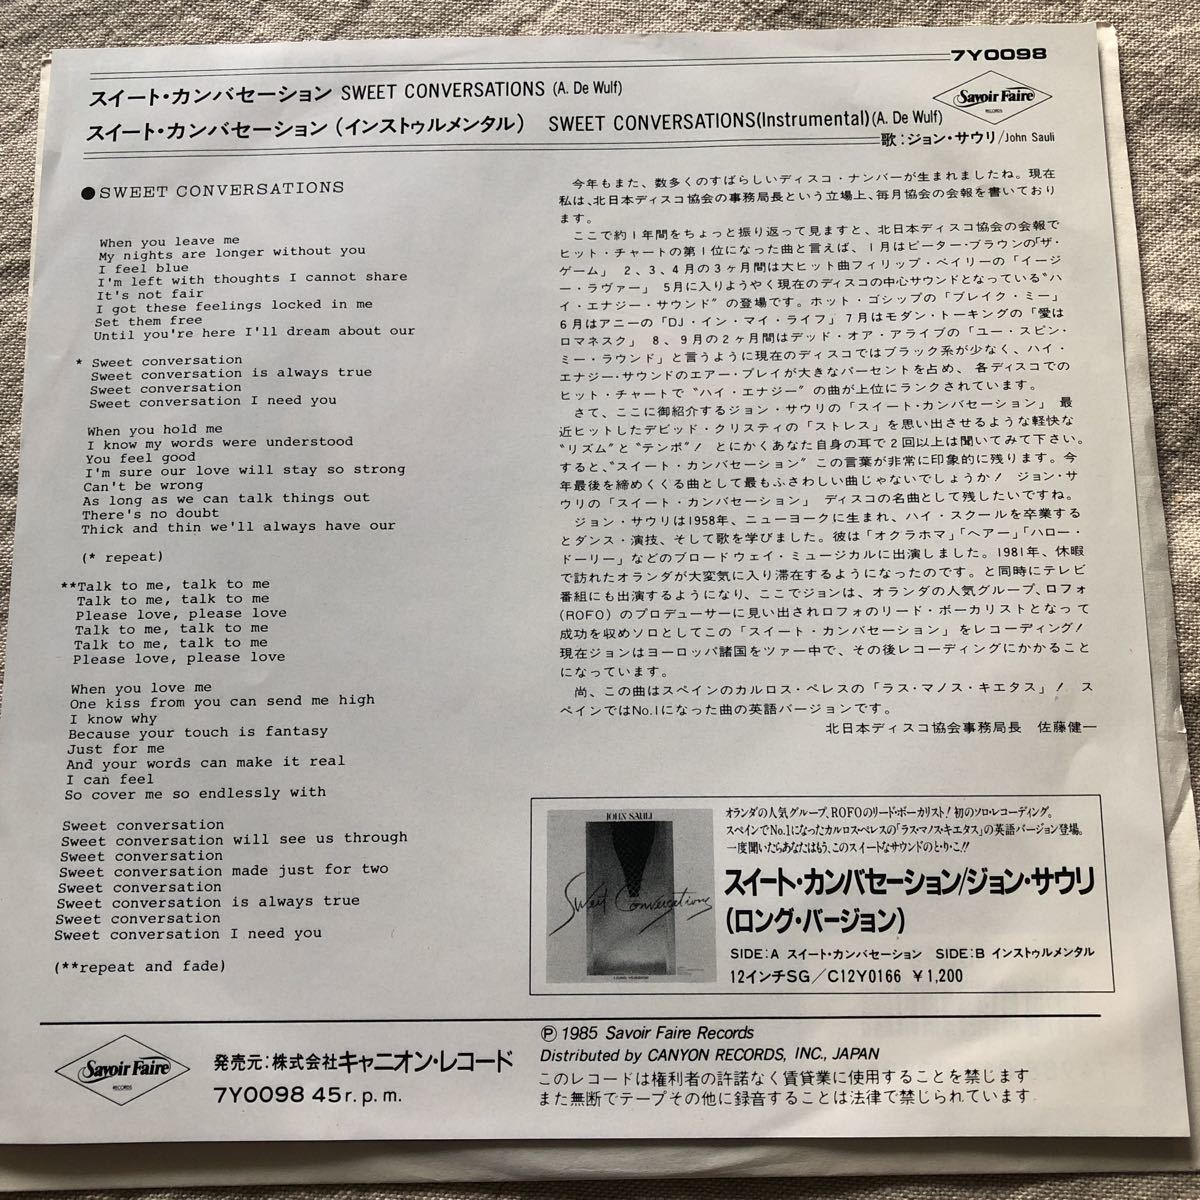 7Y0098
スイート・カンバセーション SWEET CONVERSATIONS (A. De Wulf)
スイート・カンバセーション(インストゥルメンタル) SWEET CONVERSATIONS(Instrumental)(A. De Wulf)
Savoir Faire
RECORDS
歌:ジョン・サウリ/John Sauli
●SWEET CONVERSATIONS
When you leave me
My nights are longer without you
I feel blue
I'm left with thoughts I cannot share
It's not fair
I got these feelings locked in me
Set them free
Until you're here I'll dream about our
* Sweet conversation
Sweet conversation is always true
Sweet conversation
Sweet conversation I need you
When you hold me
I know my words were understood
You feel good
I'm sure our love will stay so strong
Can't be wrong
As long as we can talk things out
There's no doubt
Thick and thin we'll always have our
(* repeat)
**Talk to me, talk to me
Talk to me, talk to me
Please love, please love
Talk to me, talk to me
Talk to me, talk to me
Please love, please love
When you love me
One kiss from you can send me high
I know why
Because your touch is fantasy
Just for me
And your words can make it real
I can feel
So cover me so endlessly with
Sweet conversation
Sweet conversation will see us through
Sweet conversation
Sweet conversation made just for two
Sweet conversation
Sweet conversation is always true
Sweet conversation
Sweet conversation I need you
(**repeat and fade)
今年もまた、数多くのすばらしいディスコ・ナンバーが生まれましたね。現在
私は、北日本ディスコ協会の事務局長という立場上、毎月協会の会報を書いており
ます。
ここで約1年間をちょっと振り返って見ますと、北日本ディスコ協会の会報で
ヒット・チャートの第1位になった曲と言えば、1月はピーター・ブラウンの「ザ・
ゲーム」 2、3、4月の3ヶ月間は大ヒット曲フィリップ・ベイリーの「イージ
ー・ラヴァー」 5月に入りようやく現在のディスコの中心サウンドとなっている"ハ
イ・エナジー・サウンド"の登場です。ホット・ゴシップの「ブレイク・ミー」
6月はアニーの「DJ・イン・マイ・ライフ」7月はモダン・トーキングの「愛は
ロマネスク」 8、9月の2ヶ月間はデッド・オア・アライブの「ユー・スピン・
ミー・ラウンド」と言うように現在のディスコではブラック系が少なく、ハイ・
エナジー・サウンドのエアー・プレイが大きなパーセントを占め、各ディスコでの
ヒット・チャートで"ハイ・エナジー"の曲が上位にランクされています。
さて、ここに御紹介するジョン・サウリの「スイート・カンバセーション」 最
近ヒットしたデビッド・クリスティの「ストレス」を思い出させるような軽快な
"リズム"と"テンポ"! とにかくあなた自身の耳で2回以上は聞いてみて下さい。
すると、"スイート・カンバセーション"この言葉が非常に印象的に残ります。今
年最後を締めくくる曲として最もふさわしい曲じゃないでしょうか! ジョン・サ
ウリの「スイート・カンバセーション」 ディスコの名曲として残したいですね。
ジョン・サウリは1958年、ニューヨークに生まれ、ハイ・スクールを卒業する
とダンス・演技、そして歌を学びました。彼は「オクラホマ」「ヘアー」「ハロー・
ドーリー」などのブロードウェイ・ミュージカルに出演しました。1981年、休暇
で訪れたオランダが大変気に入り滞在するようになったのです。と同時にテレビ
番組にも出演するようになり、ここでジョンは、オランダの人気グループ、ロフォ
(ROFO)のプロデューサーに見い出されロフォのリード・ボーカリストとなって
成功を収めソロとしてこの「スイート・カンバセーション」をレコーディング!
現在ジョンはヨーロッパ諸国をツァー中で、その後レコーディングにかかること
になっています。
尚、この曲はスペインのカルロス・ペレスの「ラス・マノス・キエタス」! ス
ペインではNo.1になった曲の英語バージョンです。
北日本ディスコ協会事務局長 佐藤健一
JOHN SAULI
Sweet Conversations
LONG VERSION
オランダの人気グループ、ROFOのリード・ボーカリスト!初のソロ・レコーディング。
スペインでNo.1になったカルロス・ペレスの「ラス・マノス・キエタス」の英語バージョン登場。
一度聞いたらあなたはもう、このスイートなサウンドのと・り・こ!!
スイート・カンバセーション/ジョン・サウリ
(ロング・バージョン)
SIDE:A スイート・カンバセーション SIDE:B インストゥルメンタル
12インチSG/C12Y0166 ¥1,200
Savoir Faire
RECORDS
発売元:株式会社キャニオン・レコード
7Y0098 45r.p.m.
Ⓟ 1985 Savoir Faire Records
Distributed by CANYON RECORDS, INC., JAPAN
このレコードは権利者の許諾なく賃貸業に使用することを禁じます
また無断でテープその他に録音することは法律で禁じられています.